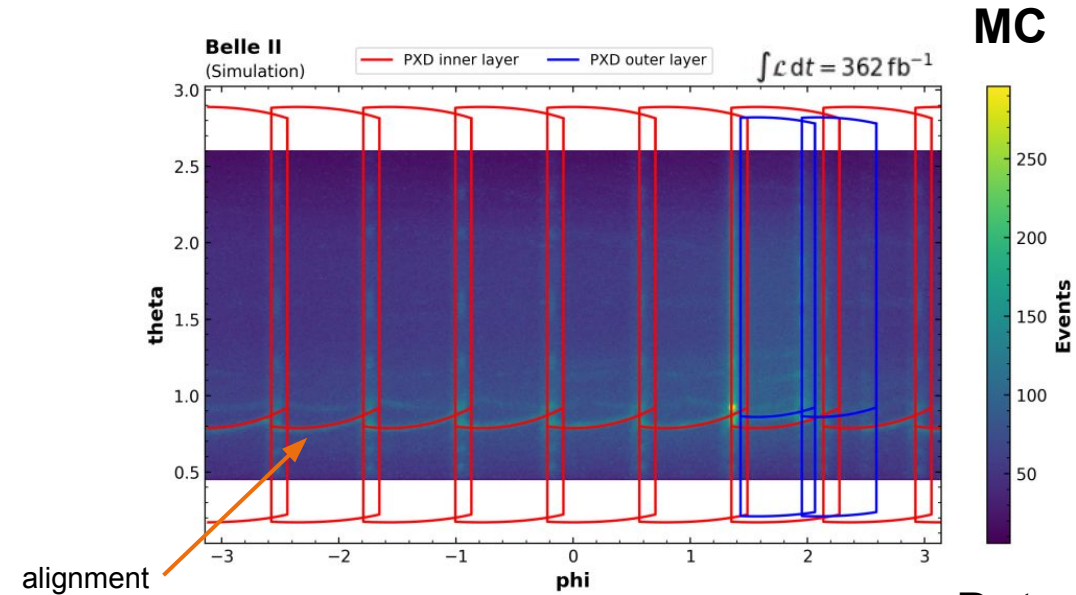 MC
Belle II
(Simulation)
PXD inner layer
PXD outer layer
∫ℒ dt = 362 fb⁻¹
3.0
2.5
2.0
1.5
1.0
0.5
theta
−3
−2
−1
0
1
2
3
phi
250
200
150
100
50
Events
alignment